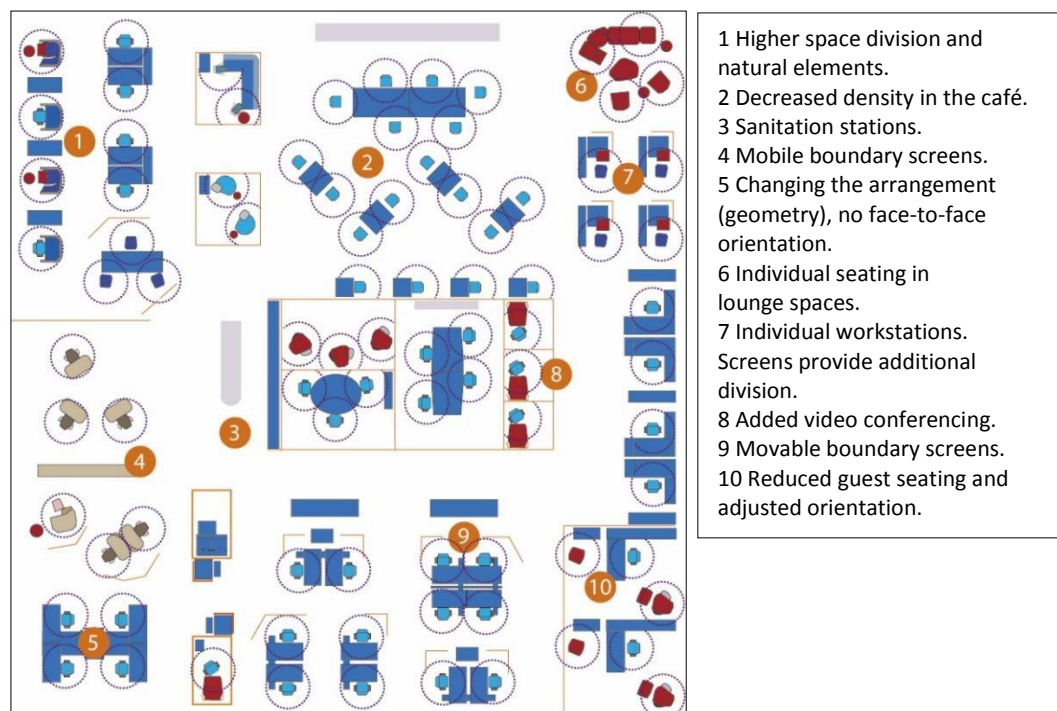 1
2
3
4
5
6
7
8
9
10
1 Higher space division and
natural elements.
2 Decreased density in the café.
3 Sanitation stations.
4 Mobile boundary screens.
5 Changing the arrangement
(geometry), no face-to-face
orientation.
6 Individual seating in
lounge spaces.
7 Individual workstations.
Screens provide additional
division.
8 Added video conferencing.
9 Movable boundary screens.
10 Reduced guest seating and
adjusted orientation.